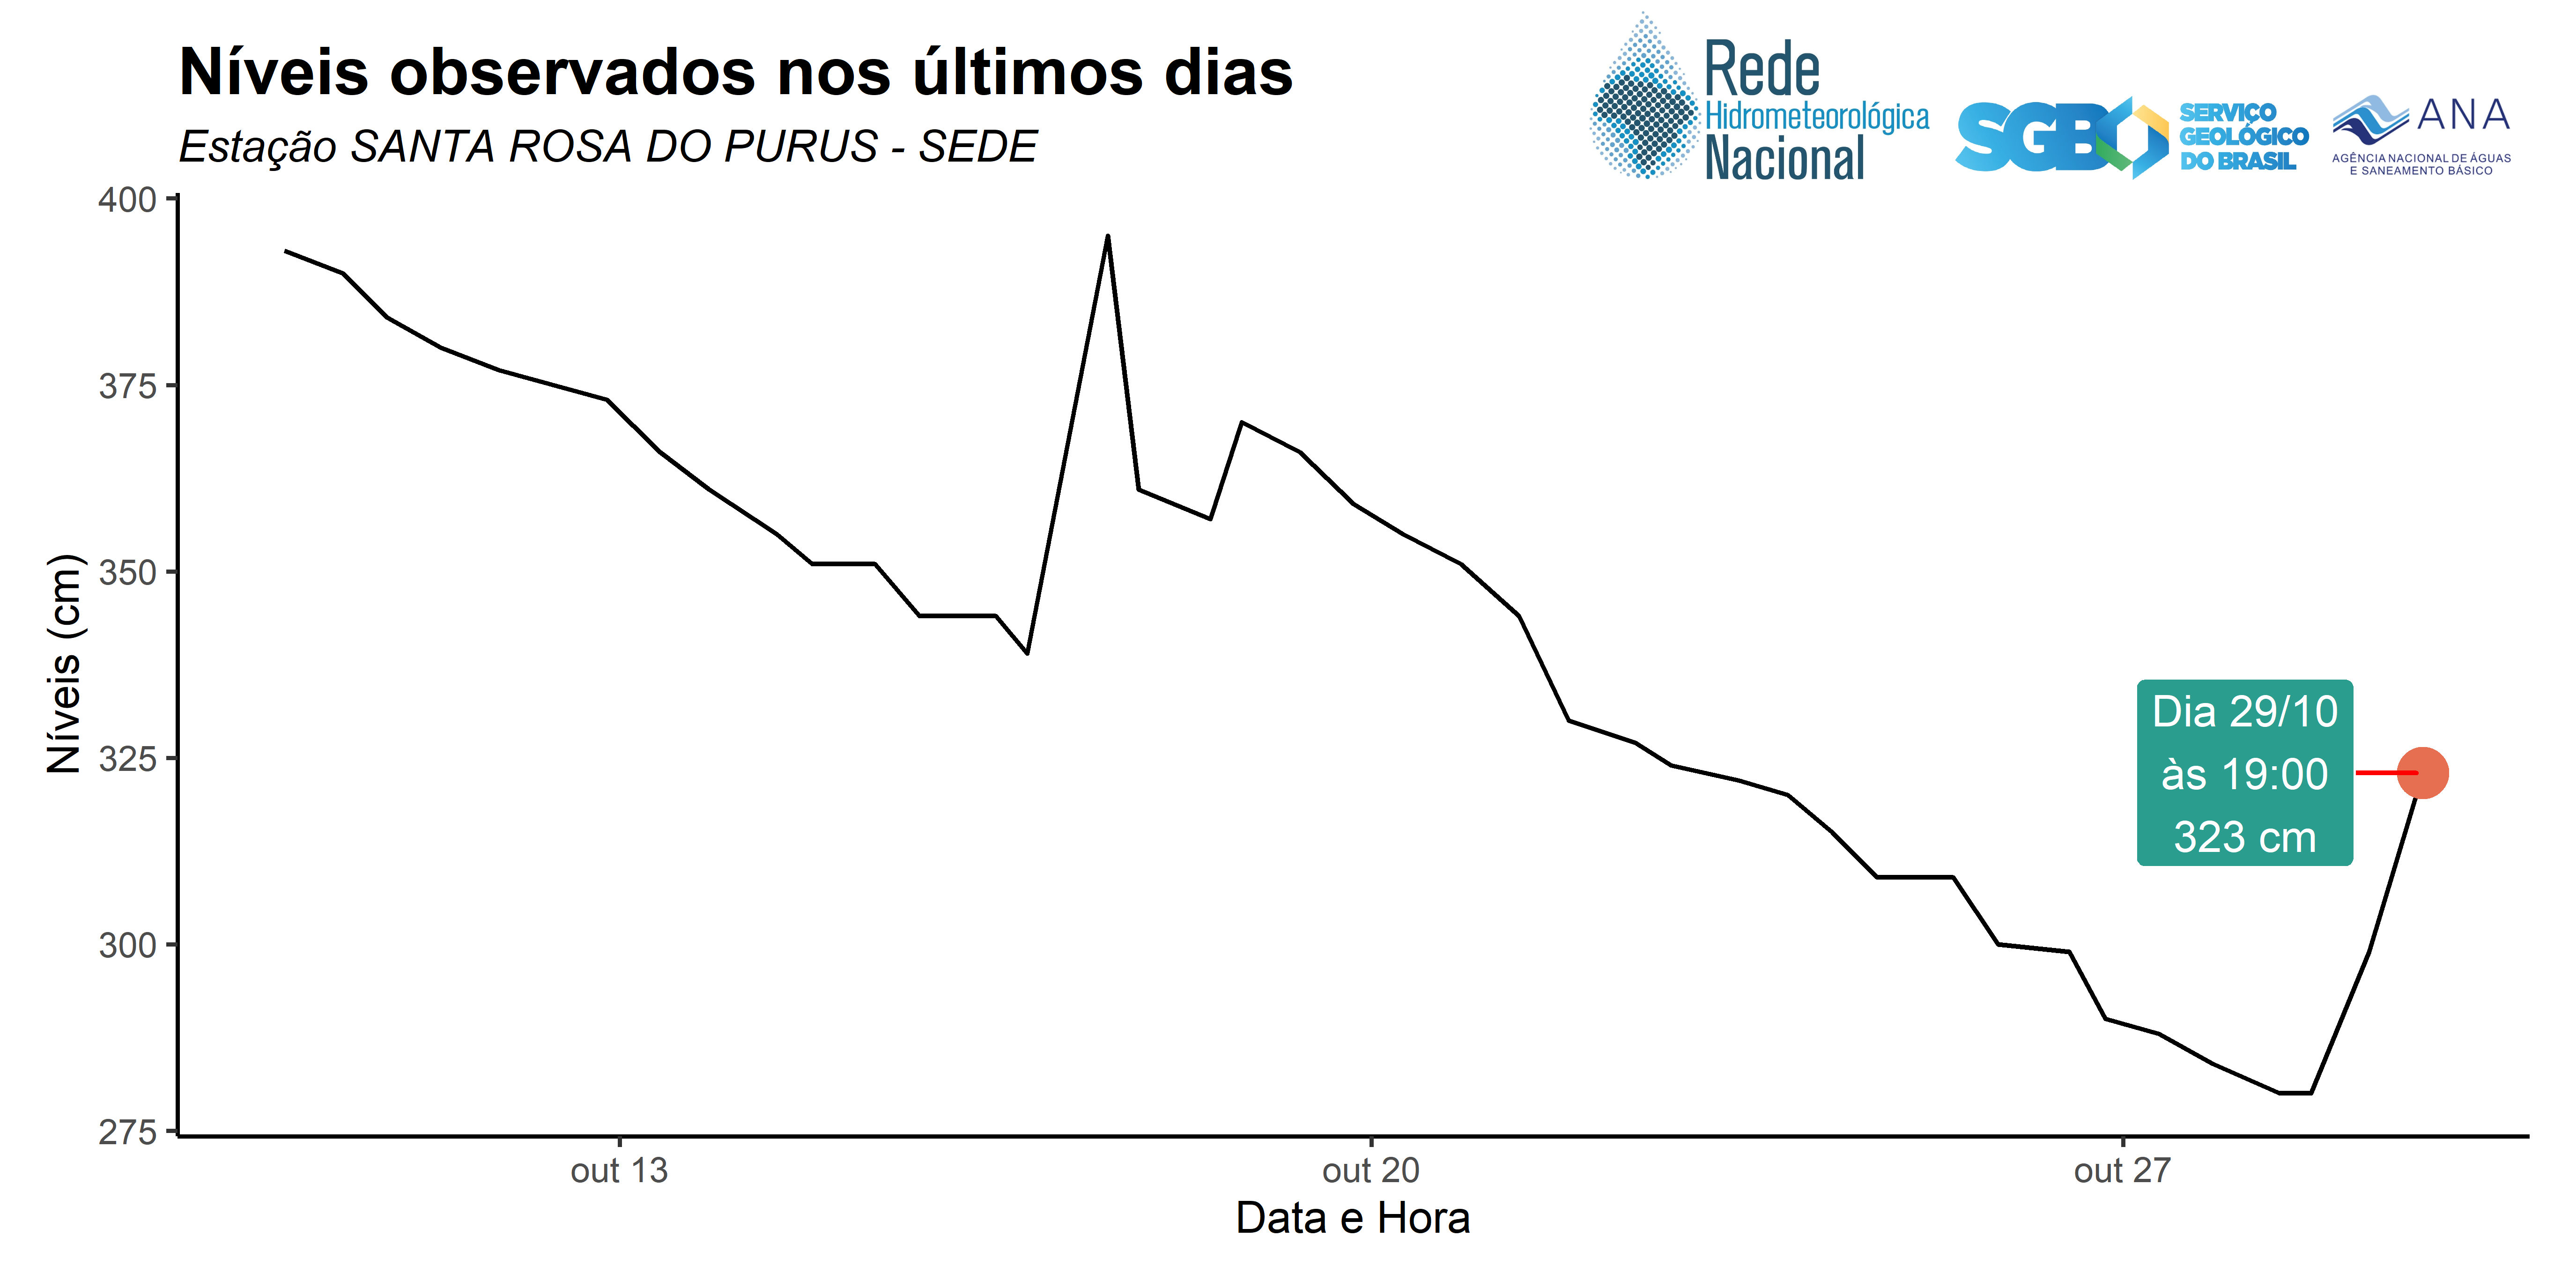 Níveis observados nos últimos dias
Estação SANTA ROSA DO PURUS - SEDE
Rede
Hidrometeorológica
Nacional
SGB
SERVIÇO
GEOLÓGICO
DO BRASIL
ANA
AGÊNCIA NACIONAL DE ÁGUAS
E SANEAMENTO BÁSICO
400
375
350
325
300
275
Níveis (cm)
Dia 29/10
às 19:00
323 cm
out 13
out 20
out 27
Data e Hora